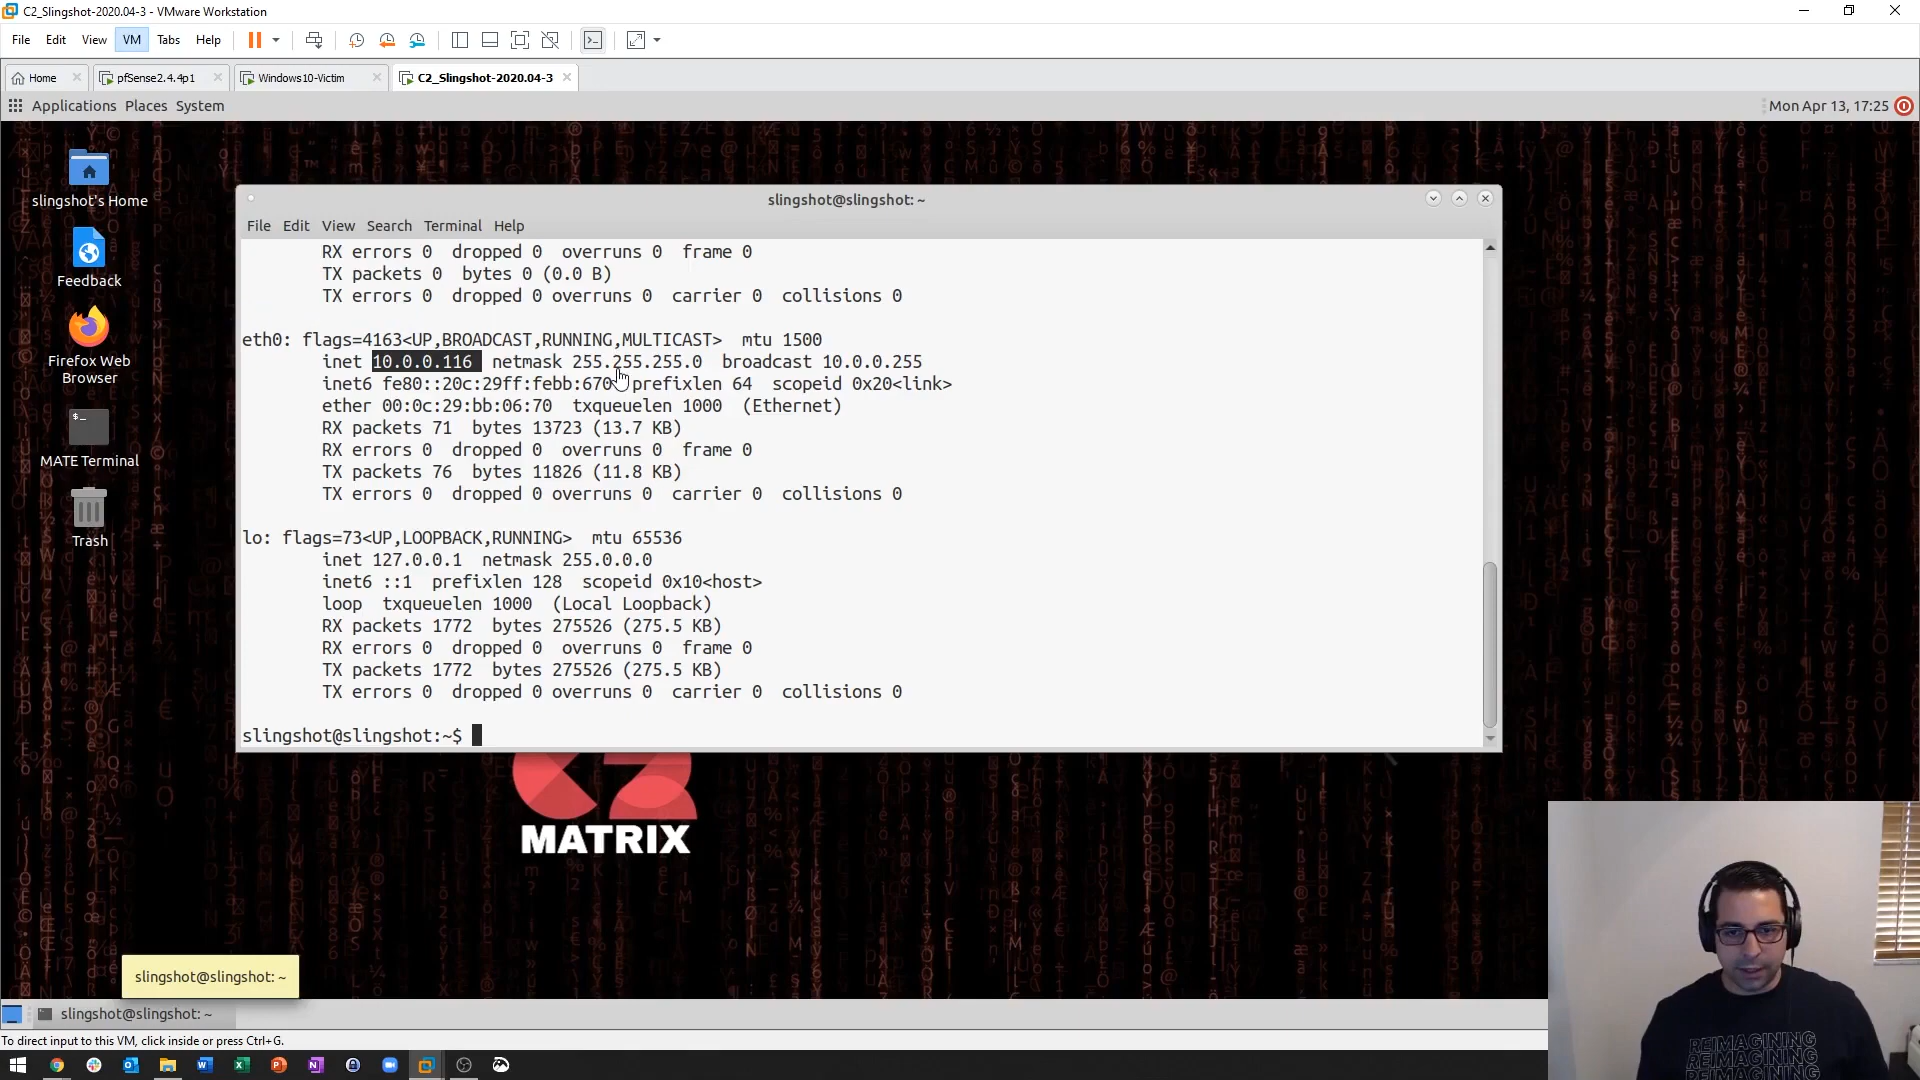 C2_Slingshot-2020.04-3 - VMware Workstation
File Edit View VM Tabs Help
Home pfSense2.4.4p1 Windows10-Victim C2_Slingshot-2020.04-3
Applications Places System Mon Apr 13, 17:25
slingshot's Home
Feedback
Firefox Web
Browser
MATE Terminal
Trash
slingshot@slingshot: ~
File Edit View Search Terminal Help
RX errors 0 dropped 0 overruns 0 frame 0
TX packets 0 bytes 0 (0.0 B)
TX errors 0 dropped 0 overruns 0 carrier 0 collisions 0
eth0: flags=4163<UP,BROADCAST,RUNNING,MULTICAST> mtu 1500
inet 10.0.0.116 netmask 255.255.255.0 broadcast 10.0.0.255
inet6 fe80::20c:29ff:febb:670 prefixlen 64 scopeid 0x20<link>
ether 00:0c:29:bb:06:70 txqueuelen 1000 (Ethernet)
RX packets 71 bytes 13723 (13.7 KB)
RX errors 0 dropped 0 overruns 0 frame 0
TX packets 76 bytes 11826 (11.8 KB)
TX errors 0 dropped 0 overruns 0 carrier 0 collisions 0
lo: flags=73<UP,LOOPBACK,RUNNING> mtu 65536
inet 127.0.0.1 netmask 255.0.0.0
inet6 ::1 prefixlen 128 scopeid 0x10<host>
loop txqueuelen 1000 (Local Loopback)
RX packets 1772 bytes 275526 (275.5 KB)
RX errors 0 dropped 0 overruns 0 frame 0
TX packets 1772 bytes 275526 (275.5 KB)
TX errors 0 dropped 0 overruns 0 carrier 0 collisions 0
slingshot@slingshot:~$
MATRIX
slingshot@slingshot: ~
slingshot@slingshot: ~
To direct input to this VM, click inside or press Ctrl+G.
REIMAGINING
REIMAGINING
REIMAGINING